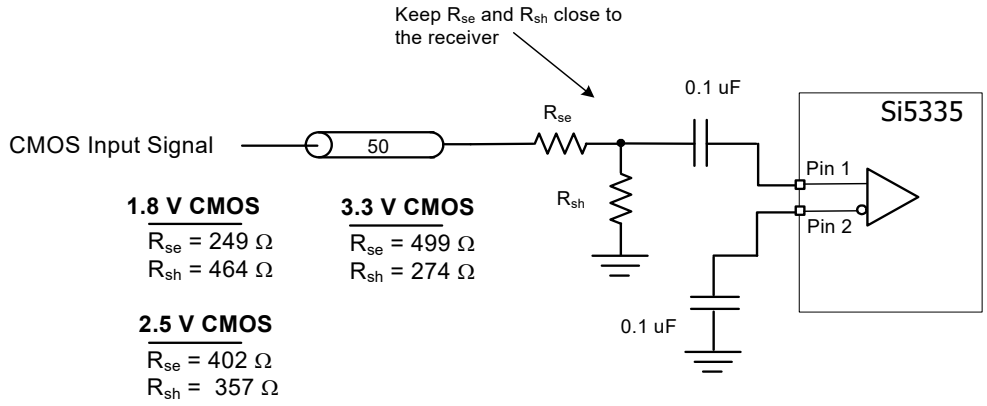 Keep Rse and Rsh close to
the receiver
0.1 uF
Si5335
Rse
CMOS Input Signal
50
Pin 1
Rsh
Pin 2
1.8 V CMOS
Rse = 249 Ω
Rsh = 464 Ω
3.3 V CMOS
Rse = 499 Ω
Rsh = 274 Ω
0.1 uF
2.5 V CMOS
Rse = 402 Ω
Rsh = 357 Ω